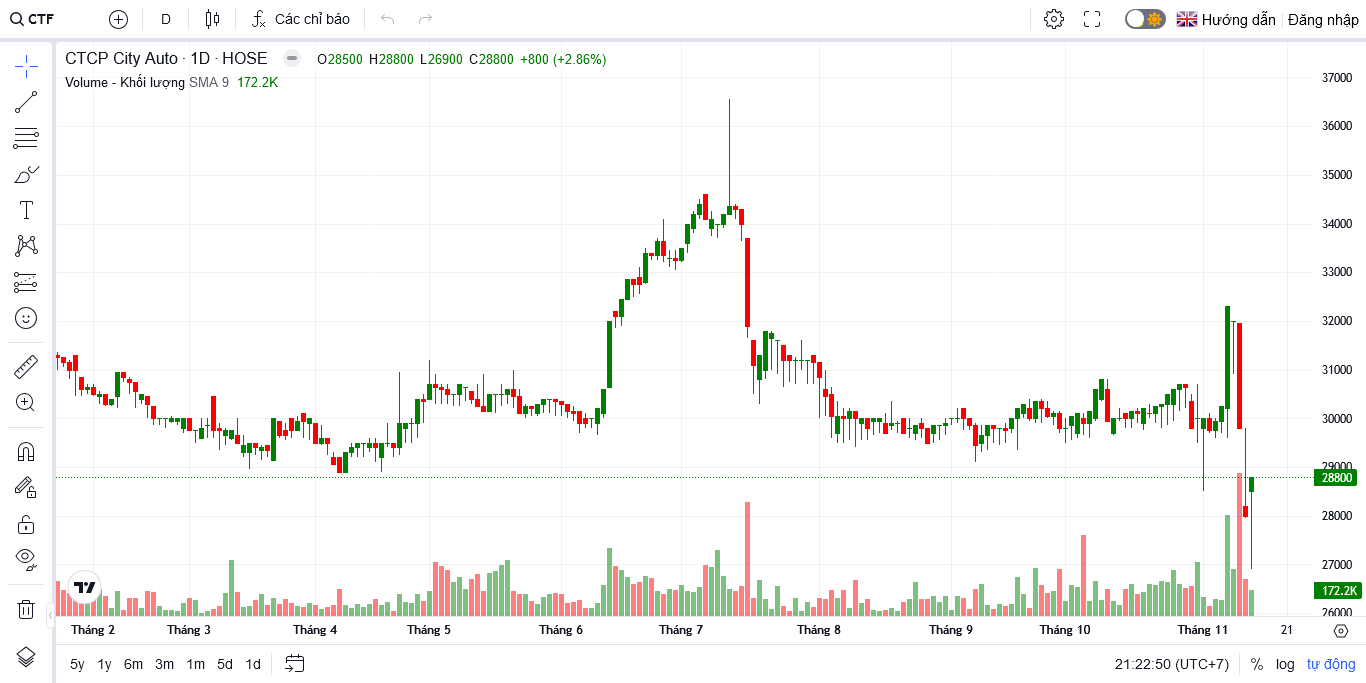 CTF D Các chỉ báo Hướng dẫn Đăng nhập
CTCP City Auto · 1D · HOSE O28500 H28800 L26900 C28800 +800 (+2.86%)
Volume - Khối lượng SMA 9 172.2K
37000
36000
35000
34000
33000
32000
31000
30000
29000
28800
28000
27000
172.2K
26000
Tháng 2 Tháng 3 Tháng 4 Tháng 5 Tháng 6 Tháng 7 Tháng 8 Tháng 9 Tháng 10 Tháng 11 21
5y 1y 6m 3m 1m 5d 1d 21:22:50 (UTC+7) % log tự động